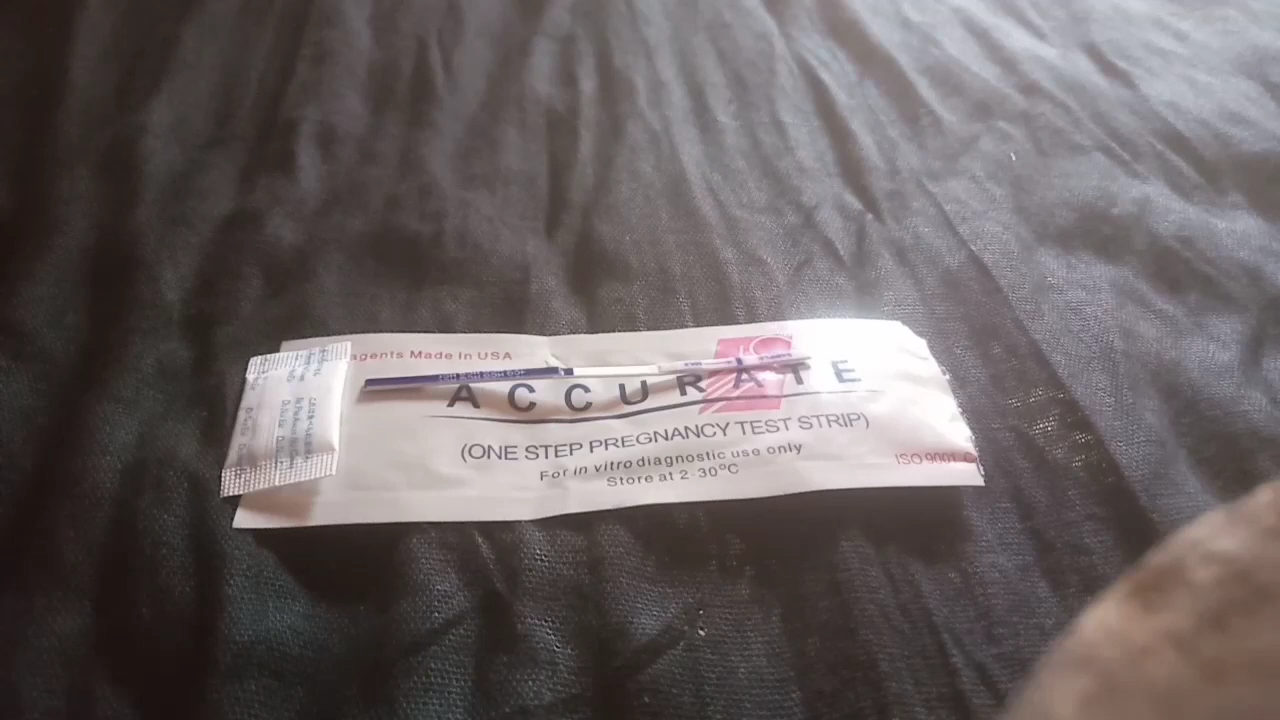 agents Made in USA
ACCURATE
(ONE STEP PREGNANCY TEST STRIP)
For in vitro diagnostic use only
Store at 2-30°C
ISO 9001